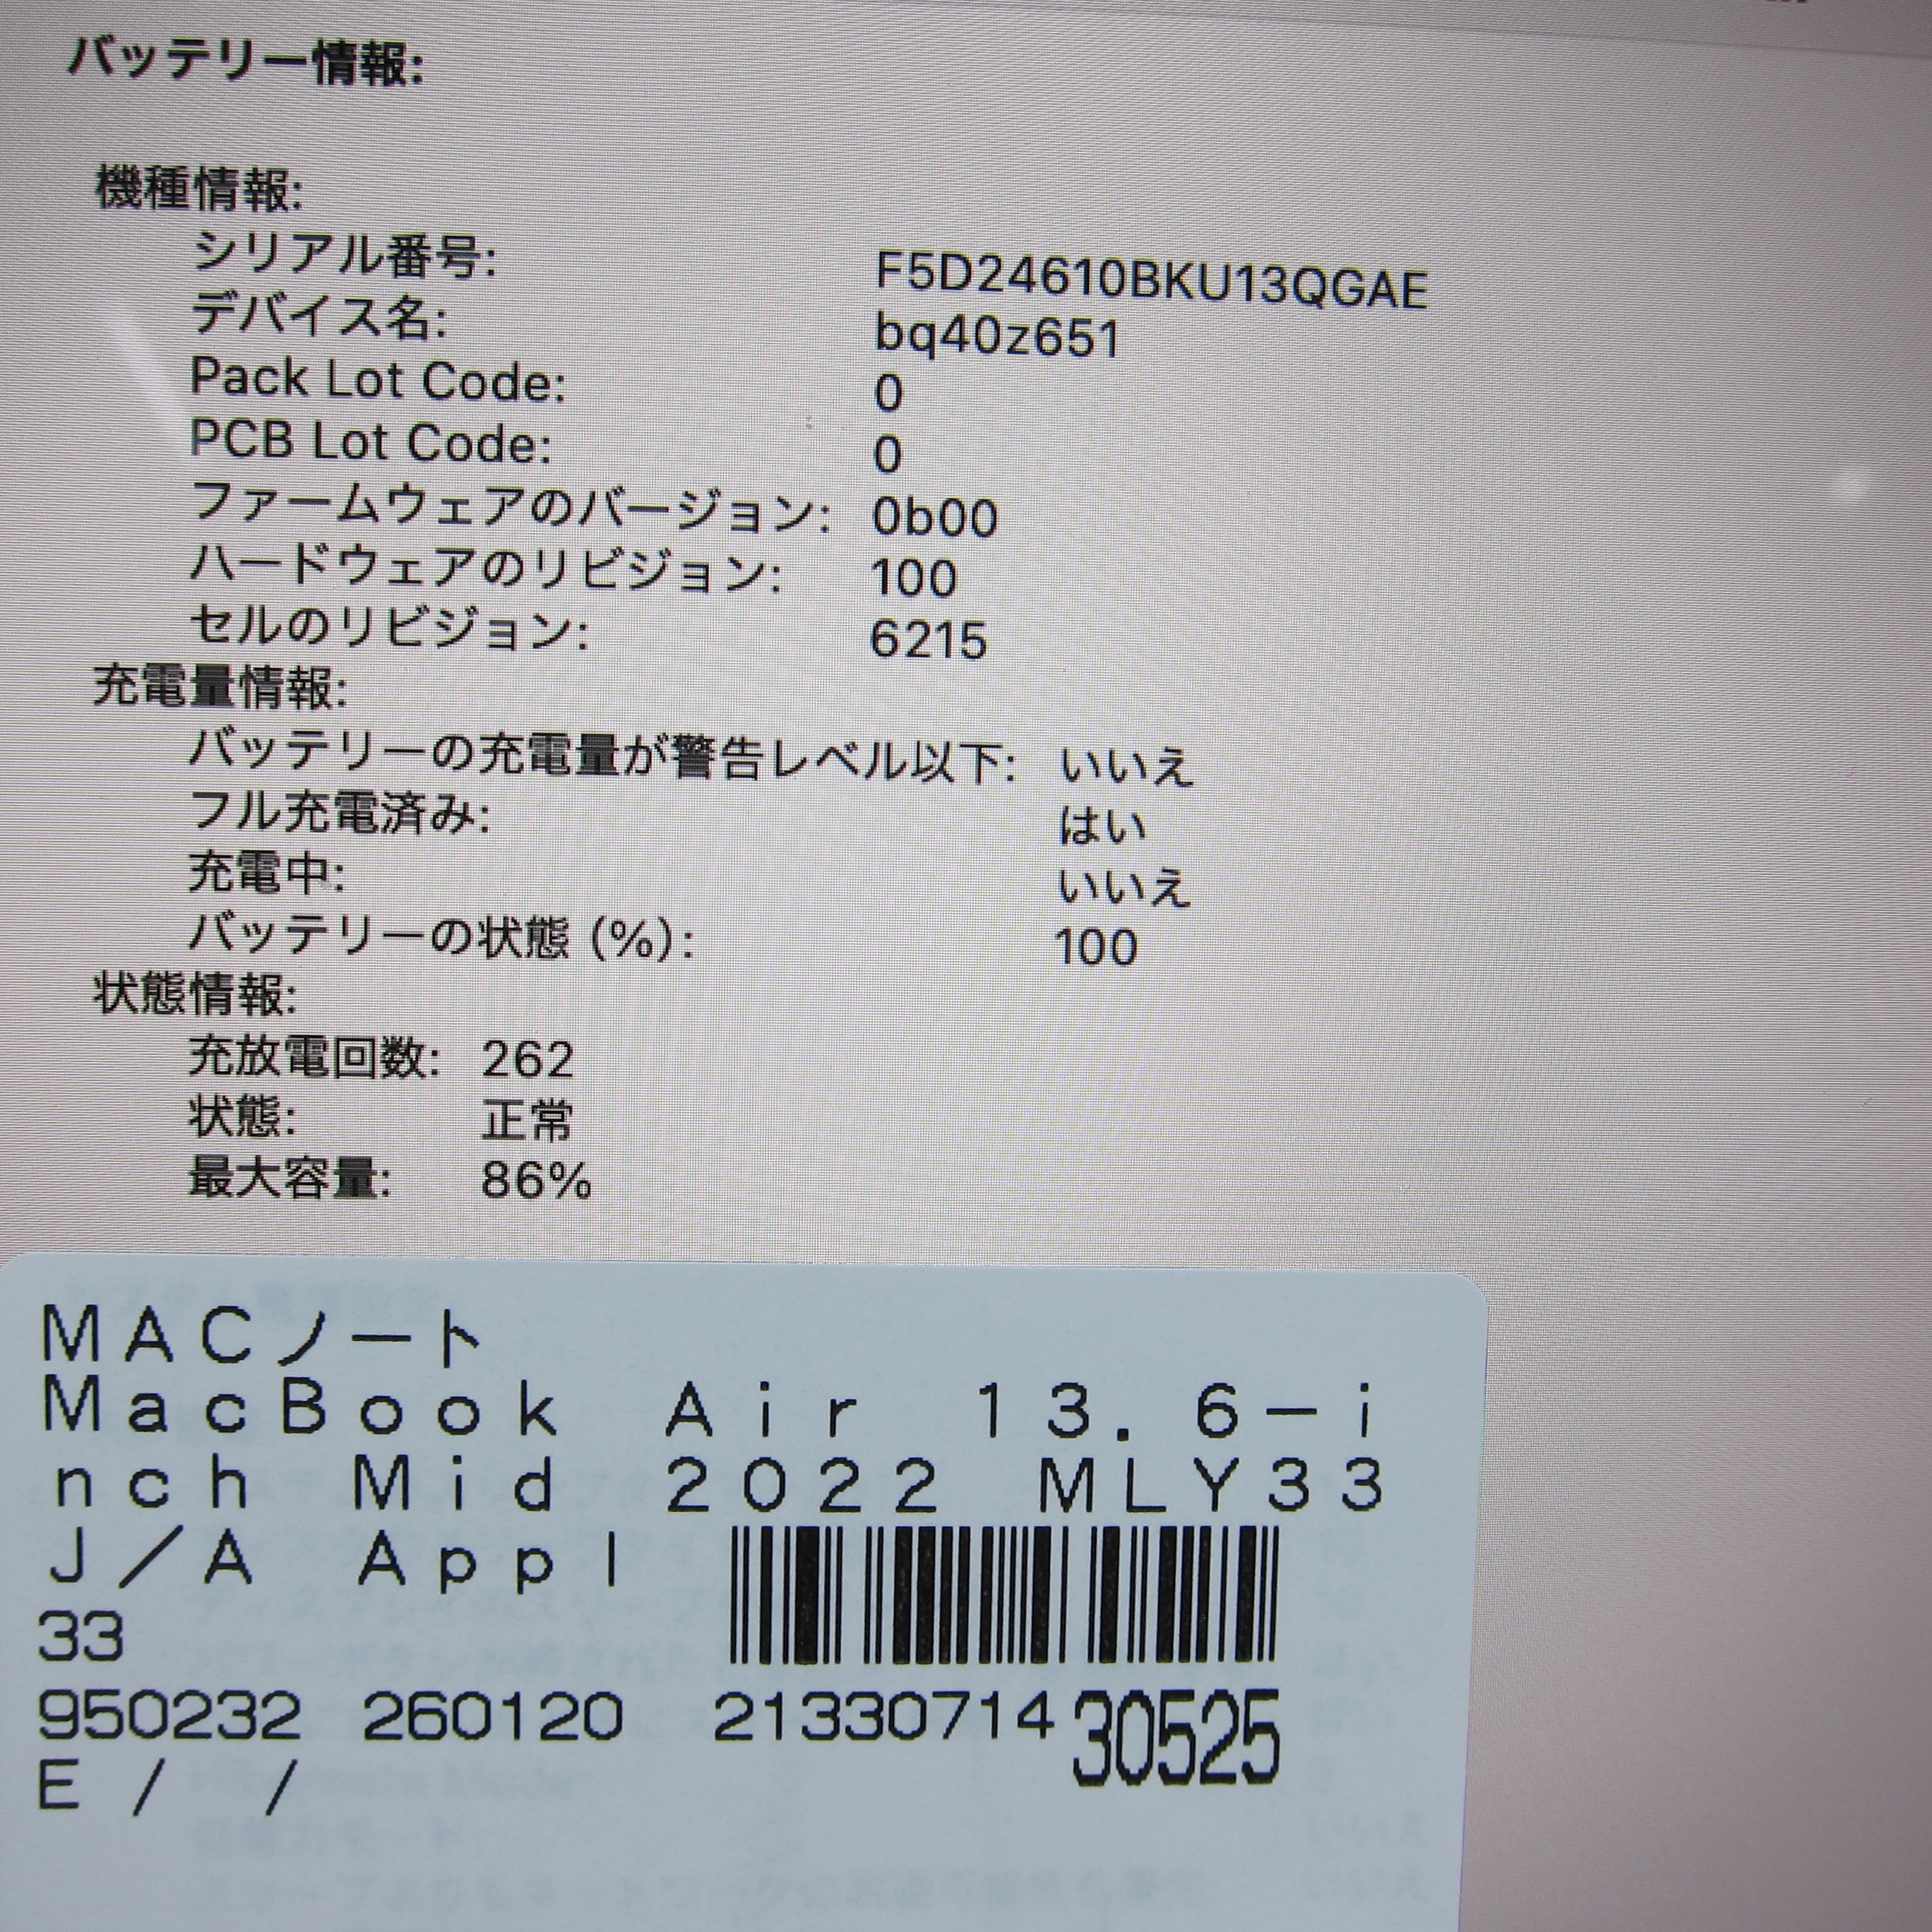 バッテリー情報:
機種情報:
シリアル番号: F5D24610BKU13QGAE
デバイス名: bq40z651
Pack Lot Code: 0
PCB Lot Code: 0
ファームウェアのバージョン: 0b00
ハードウェアのリビジョン: 100
セルのリビジョン: 6215
充電量情報:
バッテリーの充電量が警告レベル以下: いいえ
フル充電済み: はい
充電中: いいえ
バッテリーの状態 (%): 100
状態情報:
充放電回数: 262
状態: 正常
最大容量: 86%
MACノート
MacBook Air 13.6-i
nch Mid 2022 MLY33
J/A Appl
33
950232 260120 21330714 30525
E / /